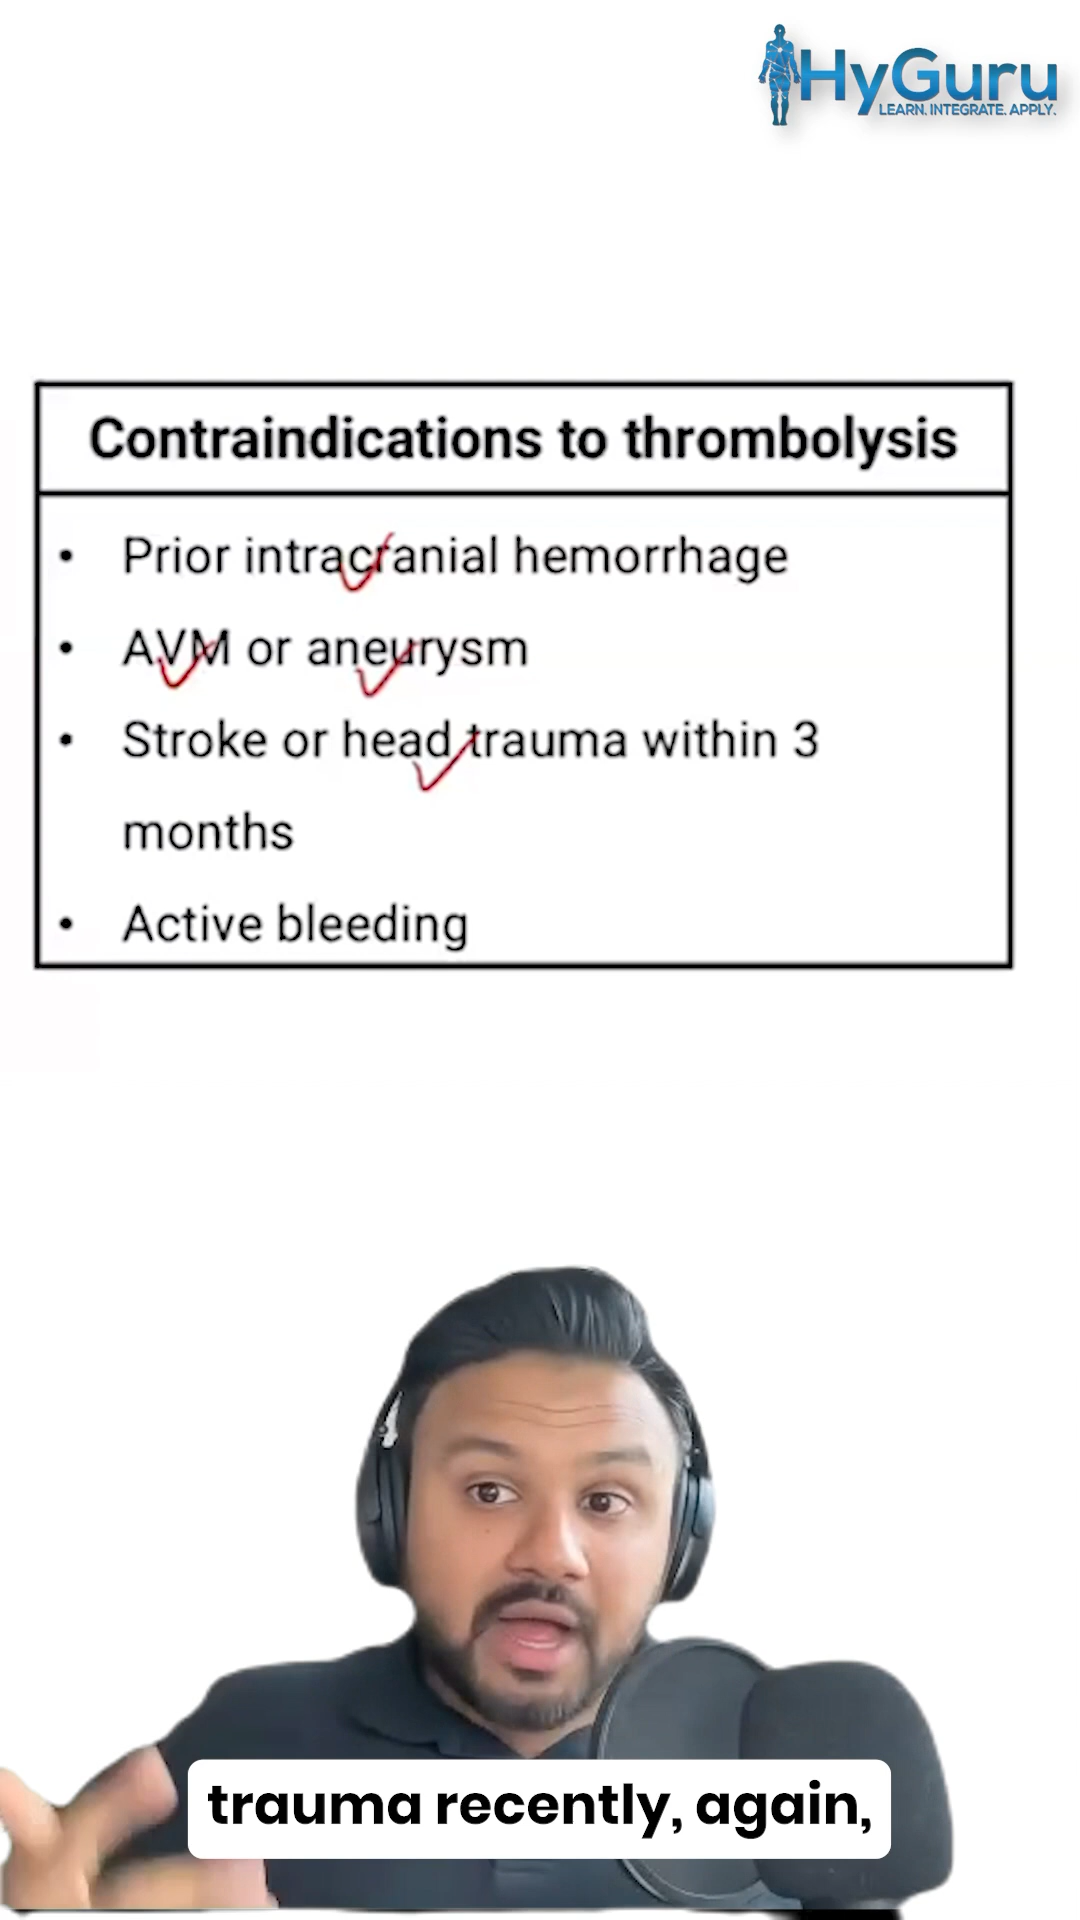 HyGuru
LEARN. INTEGRATE. APPLY.
Contraindications to thrombolysis
• Prior intracranial hemorrhage
• AVM or aneurysm
• Stroke or head trauma within 3
months
• Active bleeding
trauma recently, again,